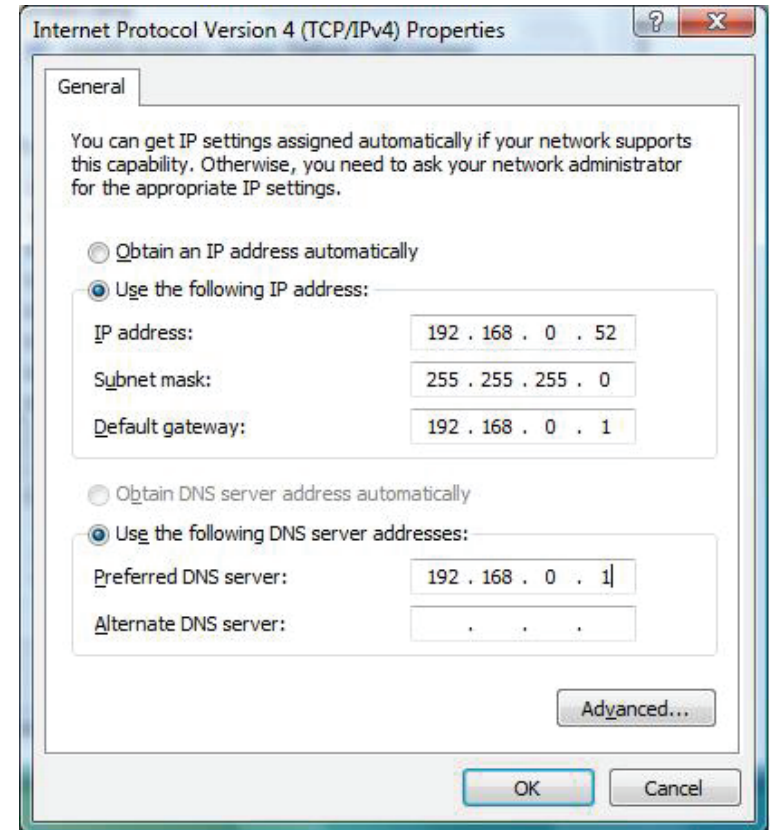 Internet Protocol Version 4 (TCP/IPv4) Properties
?
X
General
You can get IP settings assigned automatically if your network supports
this capability. Otherwise, you need to ask your network administrator
for the appropriate IP settings.
Obtain an IP address automatically
Use the following IP address:
IP address: 192 . 168 . 0 . 52
Subnet mask: 255 . 255 . 255 . 0
Default gateway: 192 . 168 . 0 . 1
Obtain DNS server address automatically
Use the following DNS server addresses:
Preferred DNS server: 192 . 168 . 0 . 1
Alternate DNS server: . . .
Advanced...
OK Cancel